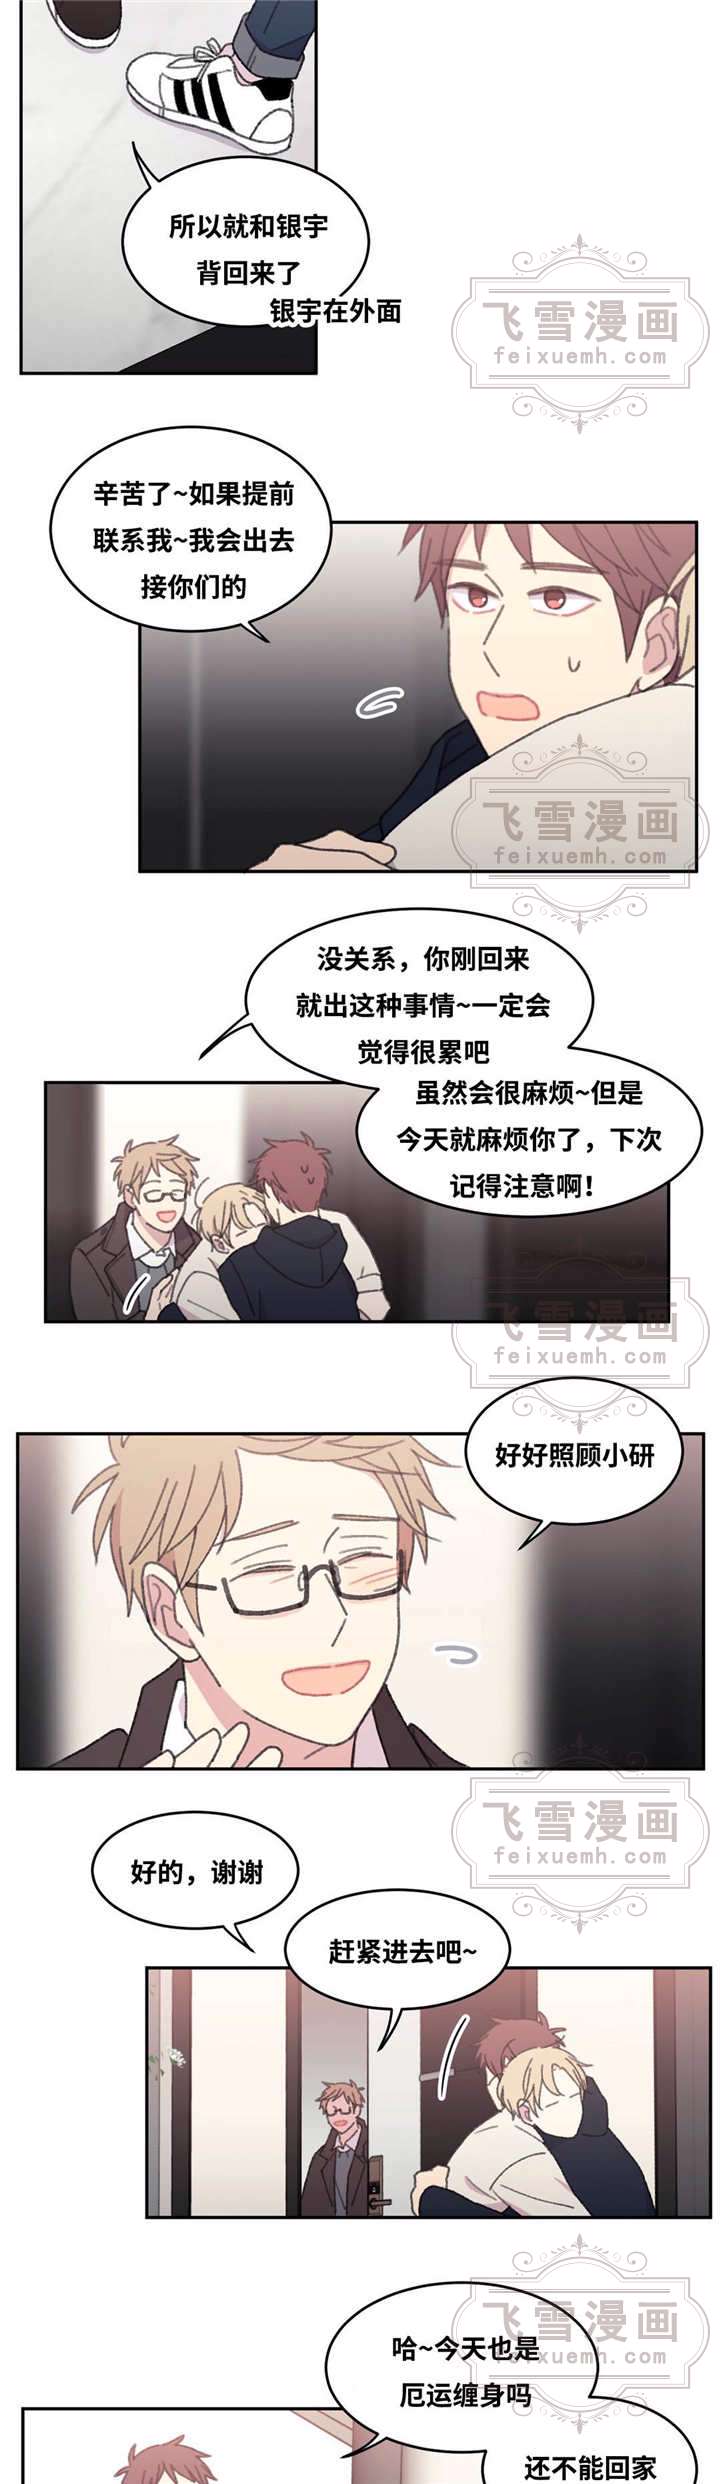 所以就和银宇
背回来了
银宇在外面
飞雪漫画
feixuemh.com
辛苦了~如果提前
联系我~我会出去
接你们的
飞雪漫画
feixuemh.com
没关系，你刚回来
就出这种事情~一定会
觉得很累吧
虽然会很麻烦~但是
今天就麻烦你了，下次
记得注意啊！
飞雪漫画
feixuemh.com
好好照顾小研
飞雪漫画
feixuemh.com
好的，谢谢
赶紧进去吧~
飞雪漫画
feixuemh.com
哈~今天也是
厄运缠身吗
还不能回家